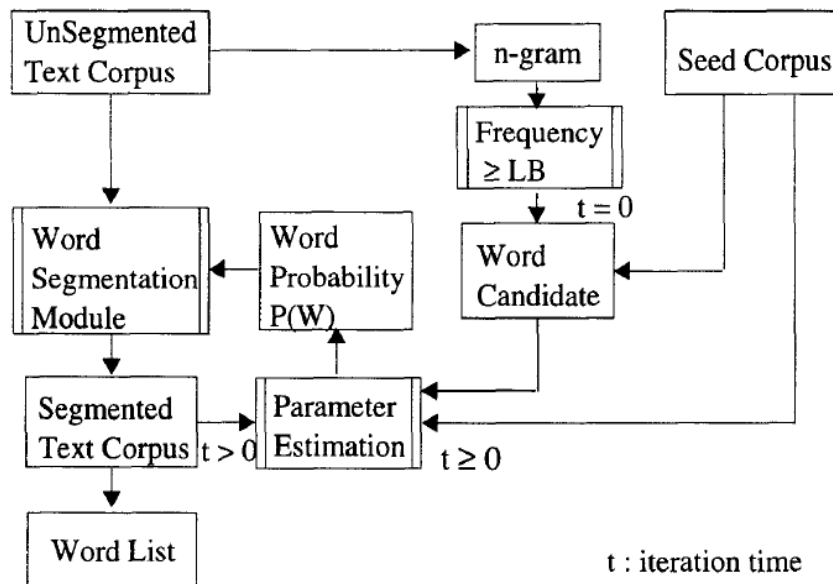 UnSegmented
Text Corpus
n-gram
Seed Corpus
Frequency
≥ LB
t = 0
Word
Segmentation
Module
Word
Probability
P(W)
Word
Candidate
Segmented
Text Corpus
t > 0
Parameter
Estimation
t ≥ 0
Word List
t : iteration time